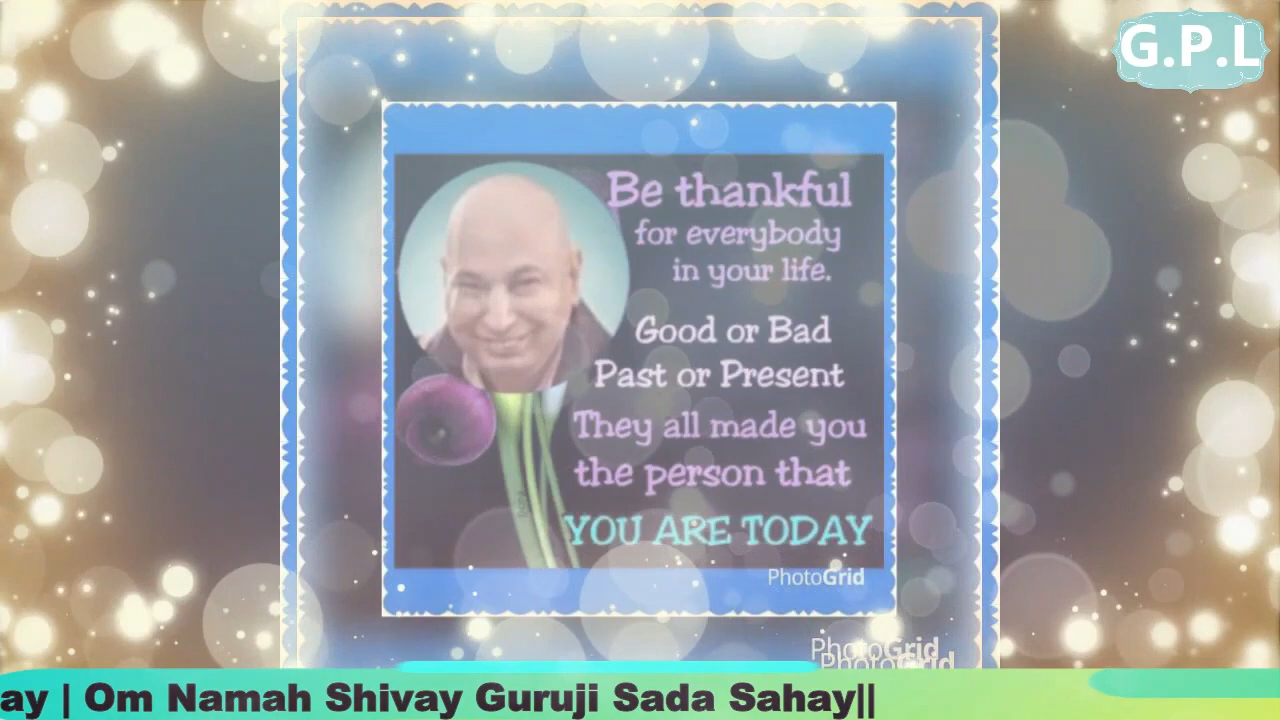 G.P.L
Be thankful
for everybody
in your life.
Good or Bad
Past or Present
They all made you
the person that
YOU ARE TODAY
PhotoGrid
PhotoGrid
PhotoGrid
ay | Om Namah Shivay Guruji Sada Sahay||